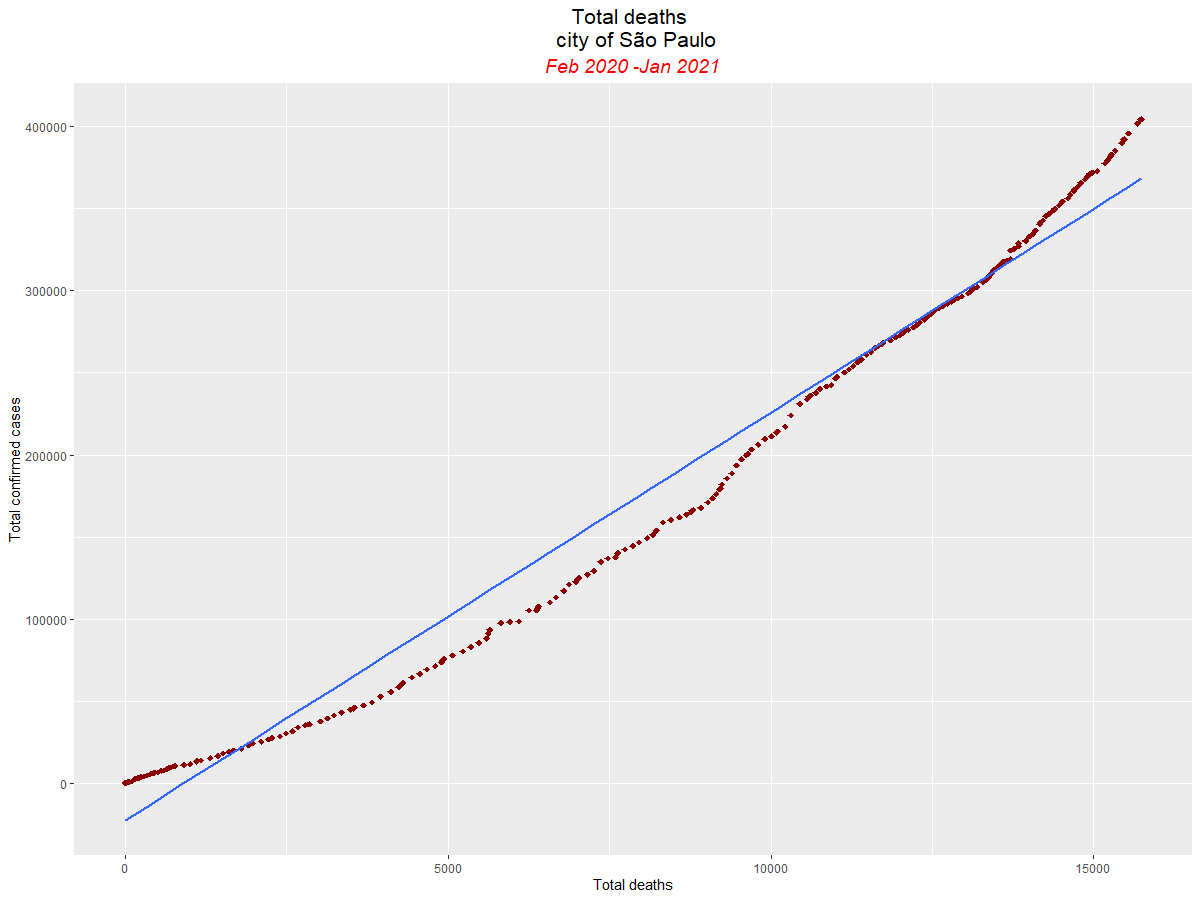 Total deaths
city of São Paulo
Feb 2020 -Jan 2021
400000
300000
200000
100000
0
Total confirmed cases
0 5000 10000 15000
Total deaths